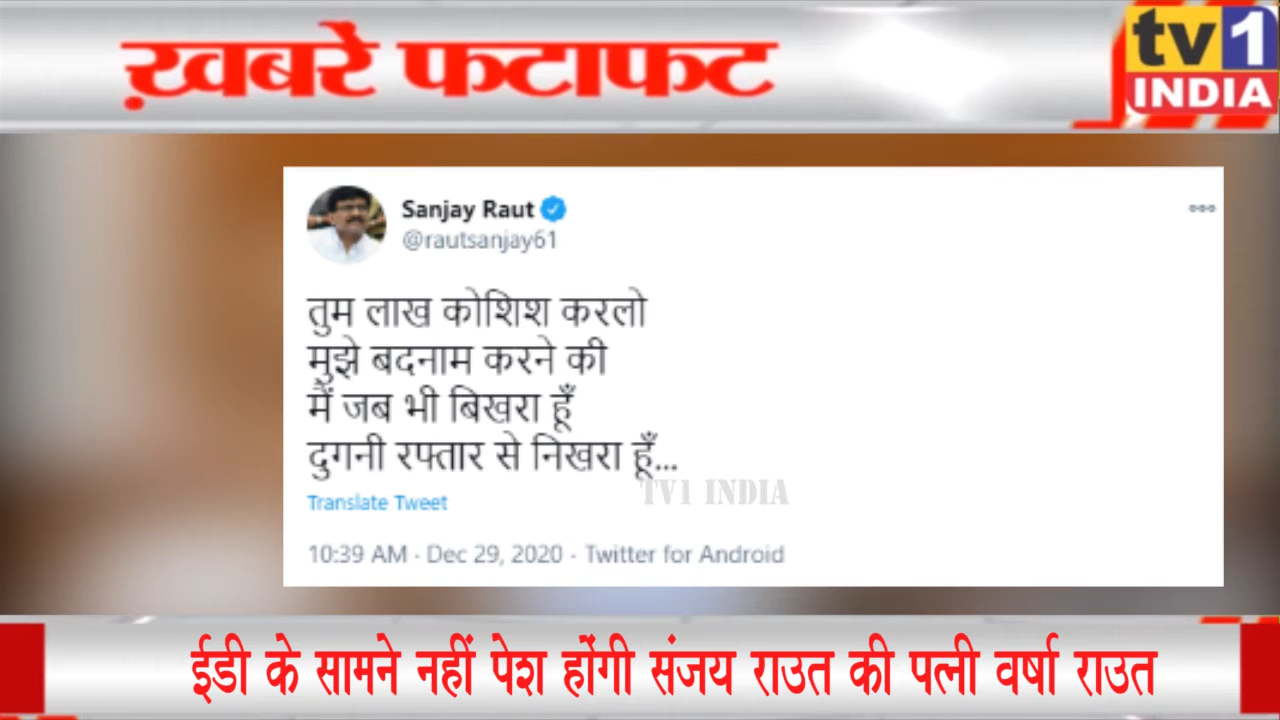 ख़बरें फटाफट
tv1
INDIA
Sanjay Raut
@rautsanjay61
तुम लाख कोशिश करलो
मुझे बदनाम करने की
मैं जब भी बिखरा हूँ
दुगनी रफ्तार से निखरा हूँ...
TV1 INDIA
Translate Tweet
10:39 AM · Dec 29, 2020 · Twitter for Android
ईडी के सामने नहीं पेश होंगी संजय राउत की पत्नी वर्षा राउत